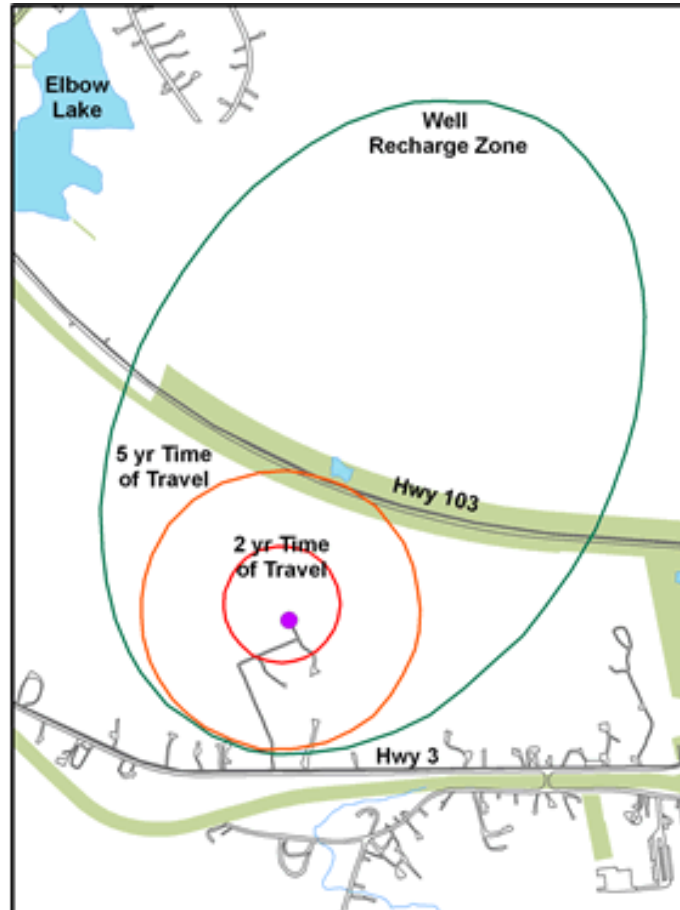 Elbow
Lake
Well
Recharge Zone
5 yr Time
of Travel
Hwy 103
2 yr Time
of Travel
Hwy 3